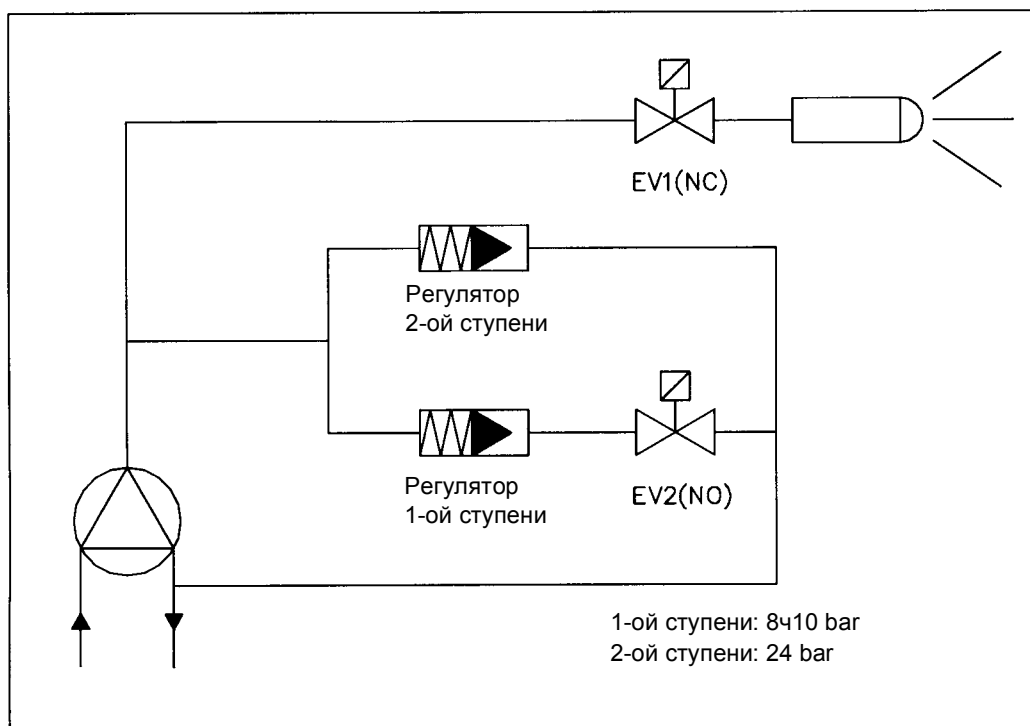 EV1(NC)
Регулятор
2-ой ступени
Регулятор
1-ой ступени
EV2(NO)
1-ой ступени: 8ч10 bar
2-ой ступени: 24 bar